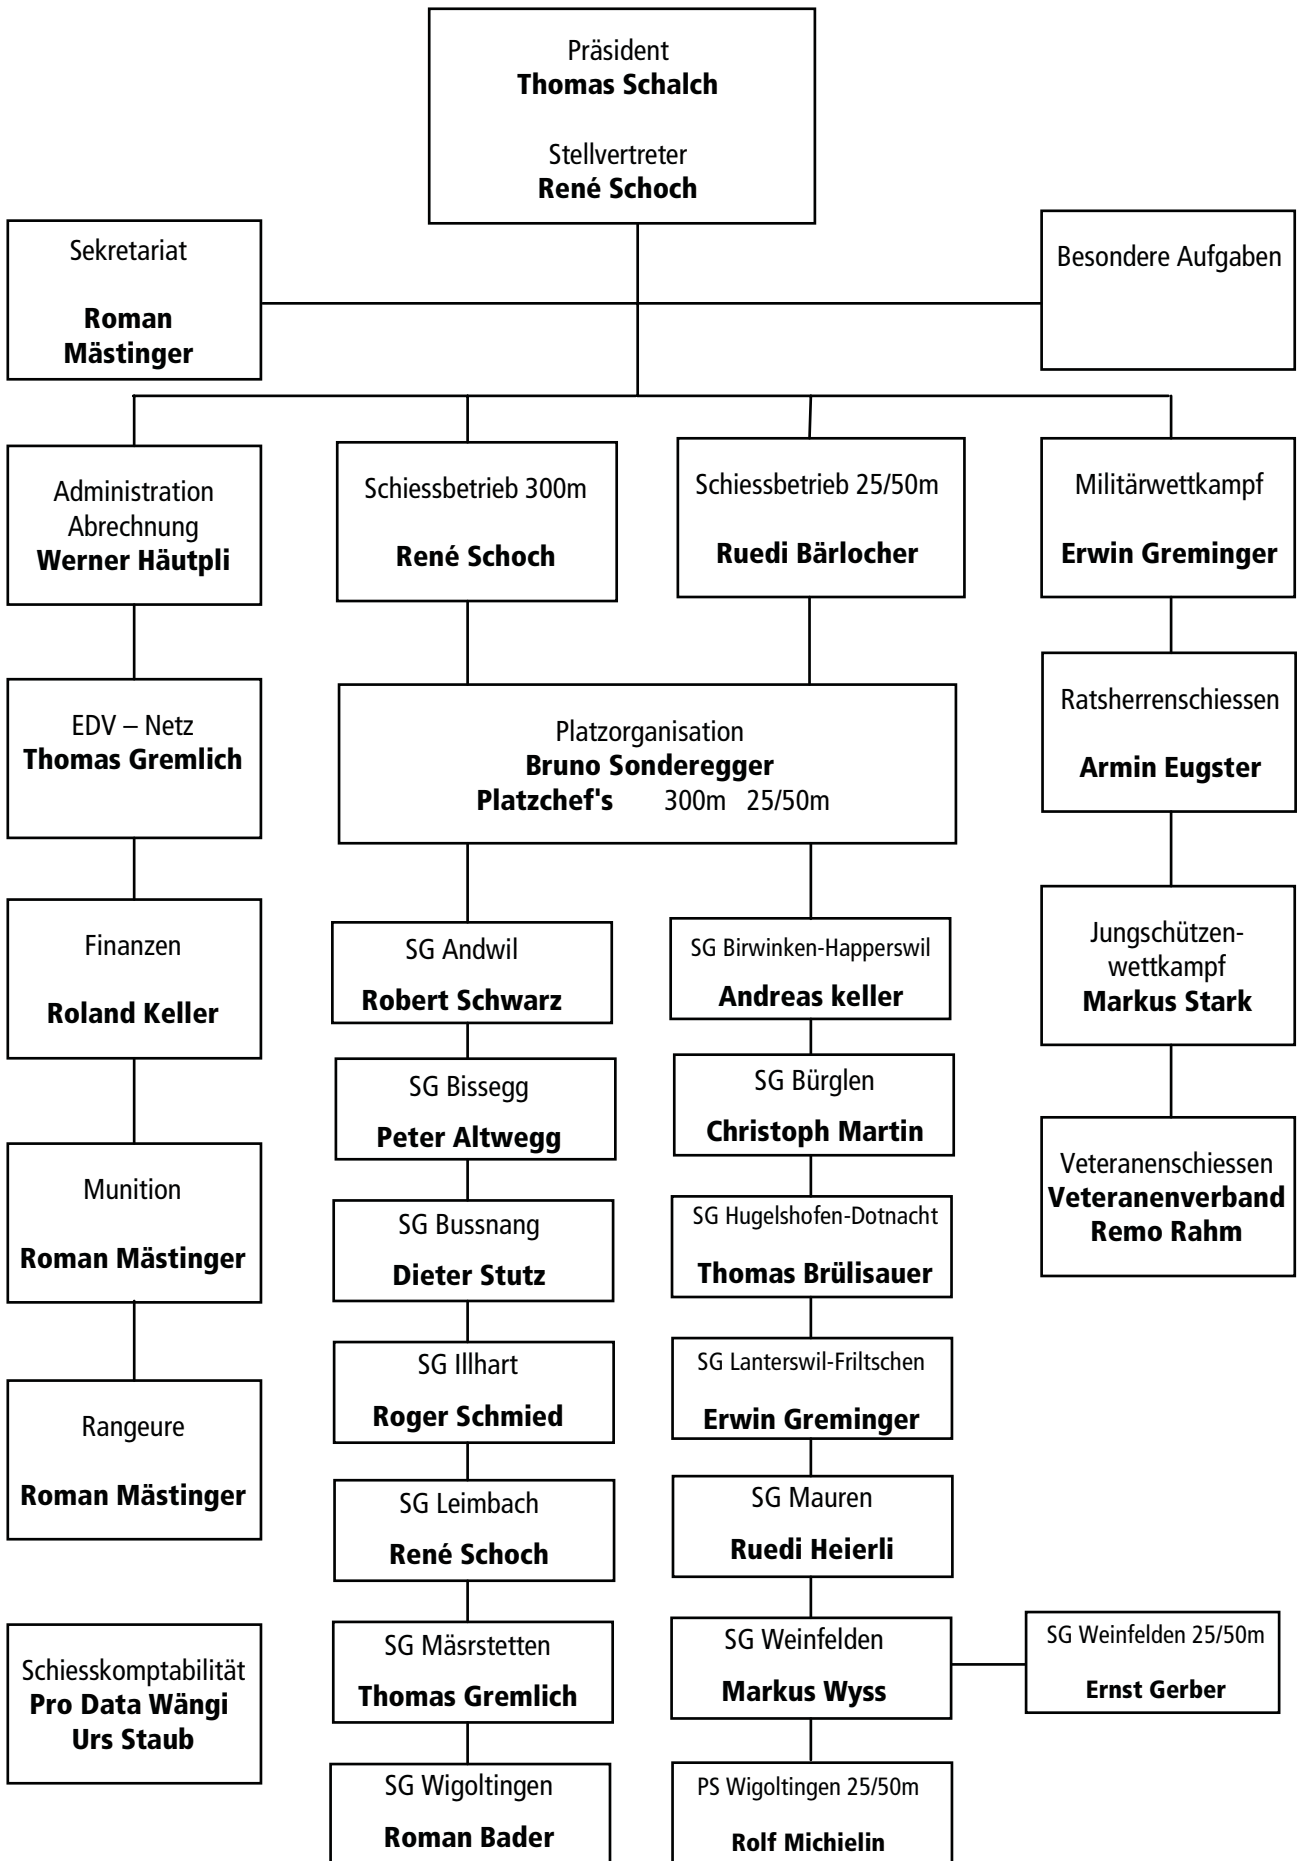 Präsident
Thomas Schalch
Stellvertreter
René Schoch
Sekretariat
Roman
Mästinger
Besondere Aufgaben
Administration
Abrechnung
Werner Häutpli
Schiessbetrieb 300m
René Schoch
Schiessbetrieb 25/50m
Ruedi Bärlocher
Militärwettkampf
Erwin Greminger
EDV – Netz
Thomas Gremlich
Platzorganisation
Bruno Sonderegger
Platzchef's 300m 25/50m
Ratsherrenschiessen
Armin Eugster
Finanzen
Roland Keller
SG Andwil
Robert Schwarz
SG Birwinken-Happerswil
Andreas keller
Jungschützen-
wettkampf
Markus Stark
SG Bissegg
Peter Altwegg
SG Bürglen
Christoph Martin
Munition
Roman Mästinger
SG Bussnang
Dieter Stutz
SG Hugelshofen-Dotnacht
Thomas Brülisauer
Veteranenschiessen
Veteranenverband
Remo Rahm
SG Illhart
Roger Schmied
SG Lanterswil-Friltschen
Erwin Greminger
Rangeure
Roman Mästinger
SG Leimbach
René Schoch
SG Mauren
Ruedi Heierli
Schiesskomptabilität
Pro Data Wängi
Urs Staub
SG Mäsrstetten
Thomas Gremlich
SG Weinfelden
Markus Wyss
SG Weinfelden 25/50m
Ernst Gerber
SG Wigoltingen
Roman Bader
PS Wigoltingen 25/50m
Rolf Michielin